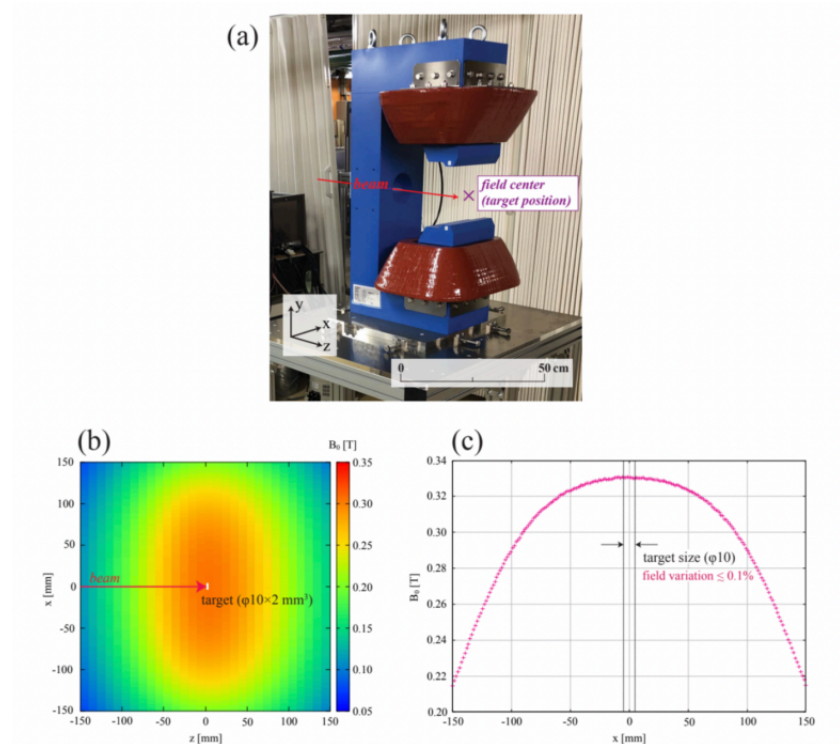 (a)
beam
field center
(target position)
y
x
z
0
50 cm
(b)
B₀ [T]
150
100
50
0
-50
-100
-150
x [mm]
beam
target (φ10×2 mm³)
-150
-100
-50
0
50
100
150
z [mm]
0.35
0.30
0.25
0.20
0.15
0.10
0.05
(c)
0.34
0.32
0.30
0.28
0.26
0.24
0.22
0.20
B₀ [T]
target size (φ10)
field variation ≤ 0.1%
-150
-100
-50
0
50
100
150
x [mm]